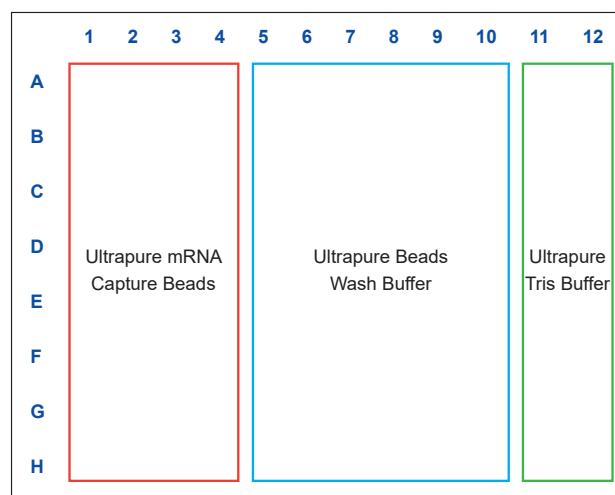 1 2 3 4 5 6 7 8 9 10 11 12
A
B
C
D
E
F
G
H
Ultrapure mRNA
Capture Beads
Ultrapure Beads
Wash Buffer
Ultrapure
Tris Buffer